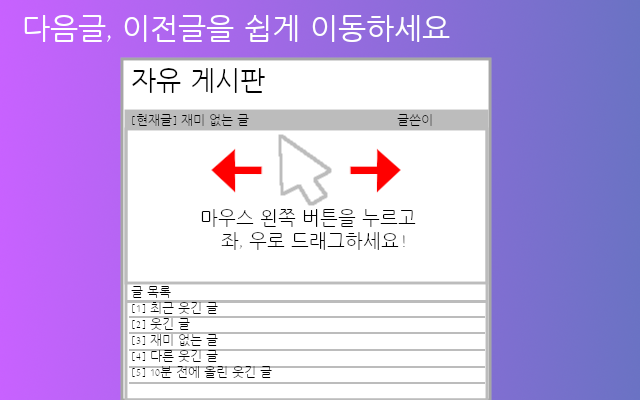 다음글, 이전글을 쉽게 이동하세요
자유 게시판
[현재글] 재미 없는 글 글쓴이
마우스 왼쪽 버튼을 누르고
좌, 우로 드래그하세요!
글 목록
[1] 최근 웃긴 글
[2] 웃긴 글
[3] 재미 없는 글
[4] 다른 웃긴 글
[5] 10분 전에 올린 웃긴 글